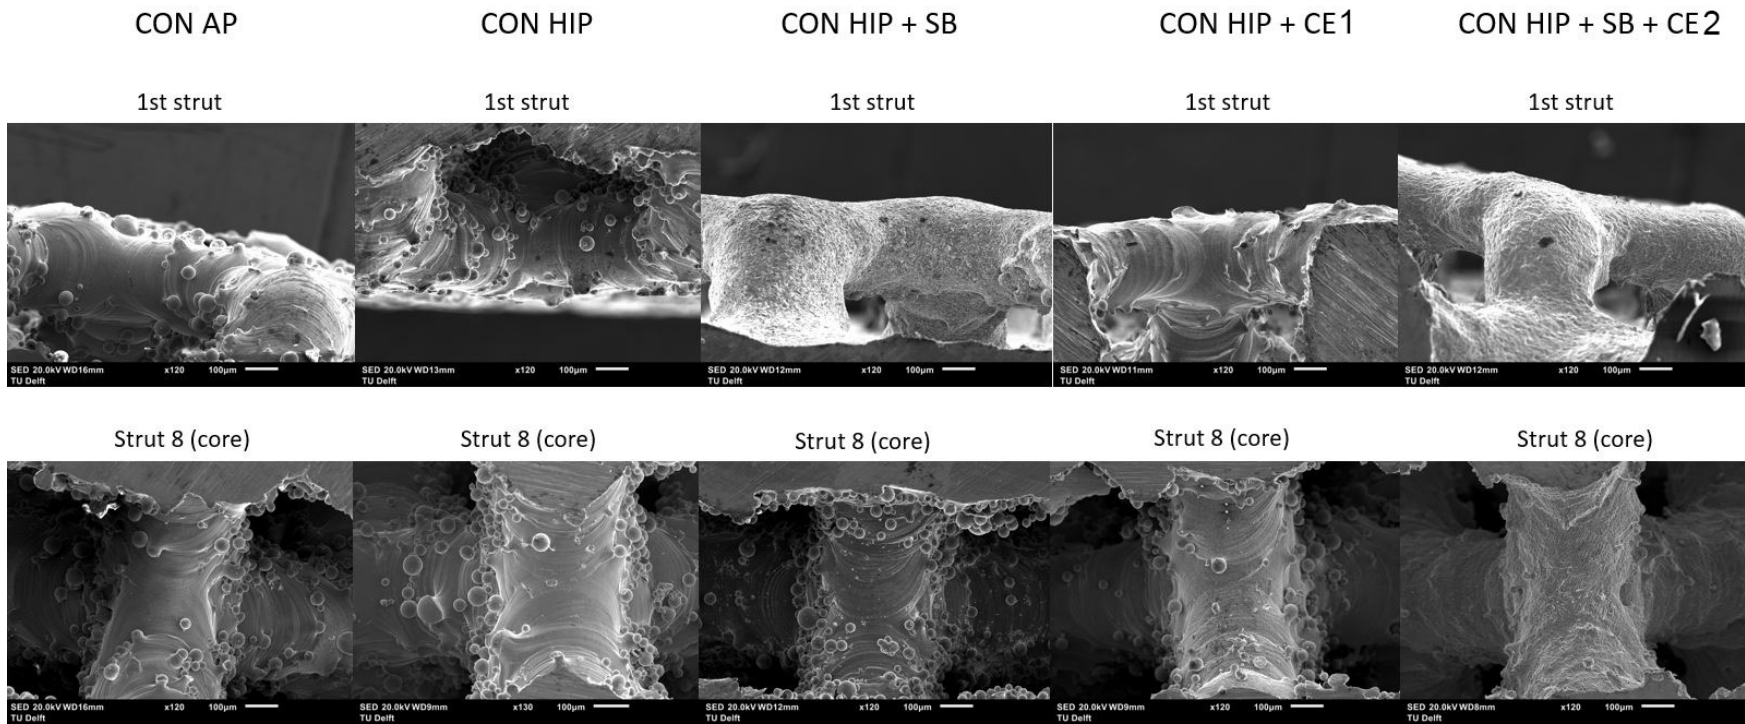 CON AP
CON HIP
CON HIP + SB
CON HIP + CE1
CON HIP + SB + CE2
1st strut
1st strut
1st strut
1st strut
1st strut
SED 20.0kV WD16mm x120 100µm
TU Delft
SED 20.0kV WD13mm x120 100µm
TU Delft
SED 20.0kV WD12mm x120 100µm
TU Delft
SED 20.0kV WD11mm x120 100µm
TU Delft
SED 20.0kV WD12mm x120 100µm
TU Delft
Strut 8 (core)
Strut 8 (core)
Strut 8 (core)
Strut 8 (core)
Strut 8 (core)
SED 20.0kV WD16mm x120 100µm
TU Delft
SED 20.0kV WD9mm x130 100µm
TU Delft
SED 20.0kV WD12mm x120 100µm
TU Delft
SED 20.0kV WD9mm x120 100µm
TU Delft
SED 20.0kV WD8mm x120 100µm
TU Delft